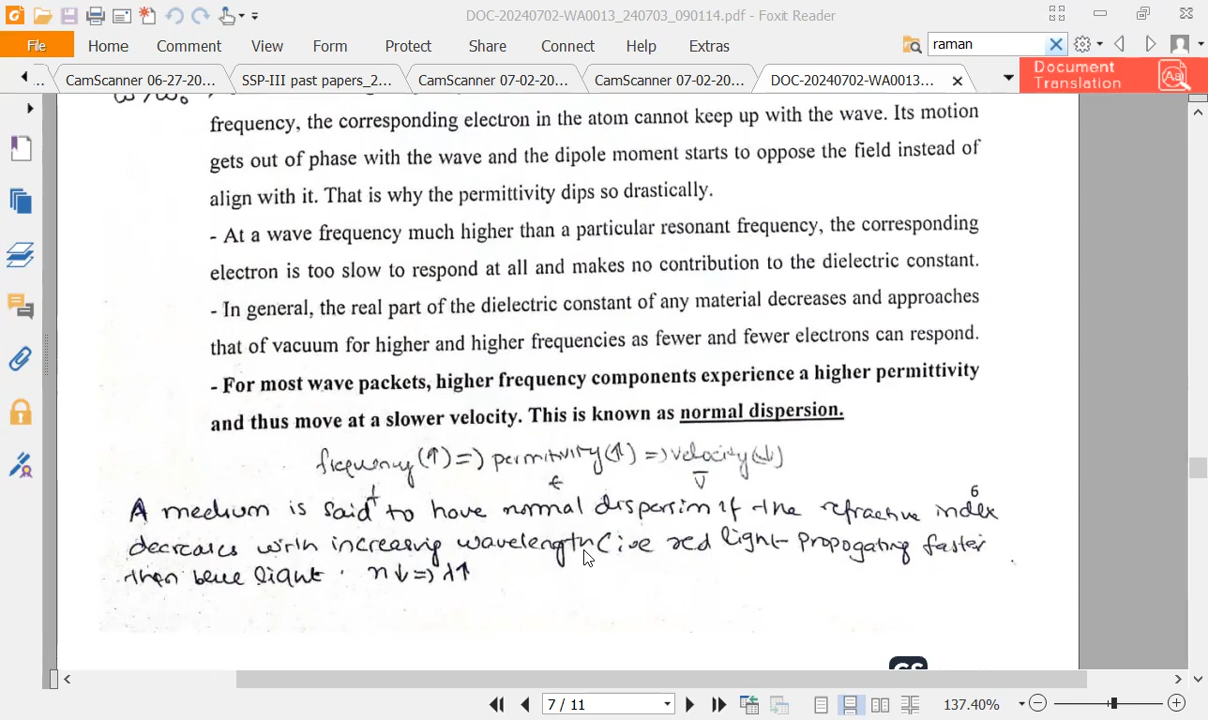 DOC-20240702-WA0013_240703_090114.pdf - Foxit Reader
File Home Comment View Form Protect Share Connect Help Extras raman
.. CamScanner 06-27-20... SSP-III past papers_2... CamScanner 07-02-20... CamScanner 07-02-20... DOC-20240702-WA0013... Document Translation
frequency, the corresponding electron in the atom cannot keep up with the wave. Its motion
gets out of phase with the wave and the dipole moment starts to oppose the field instead of
align with it. That is why the permittivity dips so drastically.
- At a wave frequency much higher than a particular resonant frequency, the corresponding
electron is too slow to respond at all and makes no contribution to the dielectric constant.
- In general, the real part of the dielectric constant of any material decreases and approaches
that of vacuum for higher and higher frequencies as fewer and fewer electrons can respond.
- For most wave packets, higher frequency components experience a higher permittivity
and thus move at a slower velocity. This is known as normal dispersion.
frequency(↑) => permitivity(↑) => velocity(↓)
6
A medium is said to have normal dispersion if the refractive index
decreases with increasing wavelength (ive red light propogating faster
then blue light. n↓ => λ↑
7 / 11 137.40%